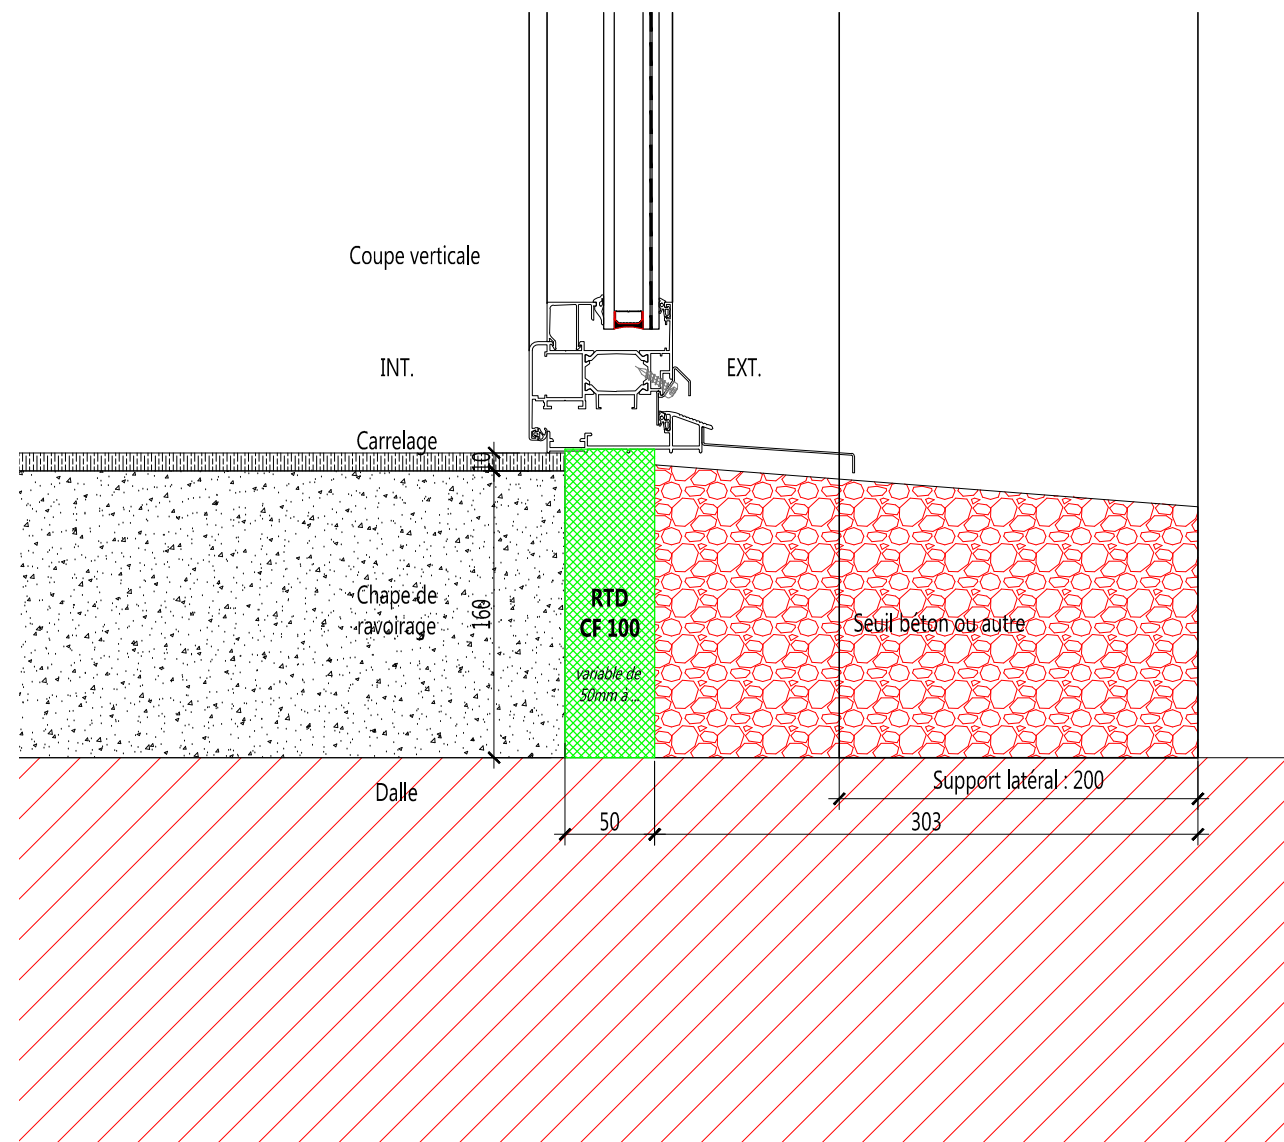 Coupe verticale
INT.
EXT.
Carrelage
10
Chape de
ravoirage
160
RTD
CF 100
variable de
50mm à ...
Seuil béton ou autre
Dalle
Support latéral : 200
50
303